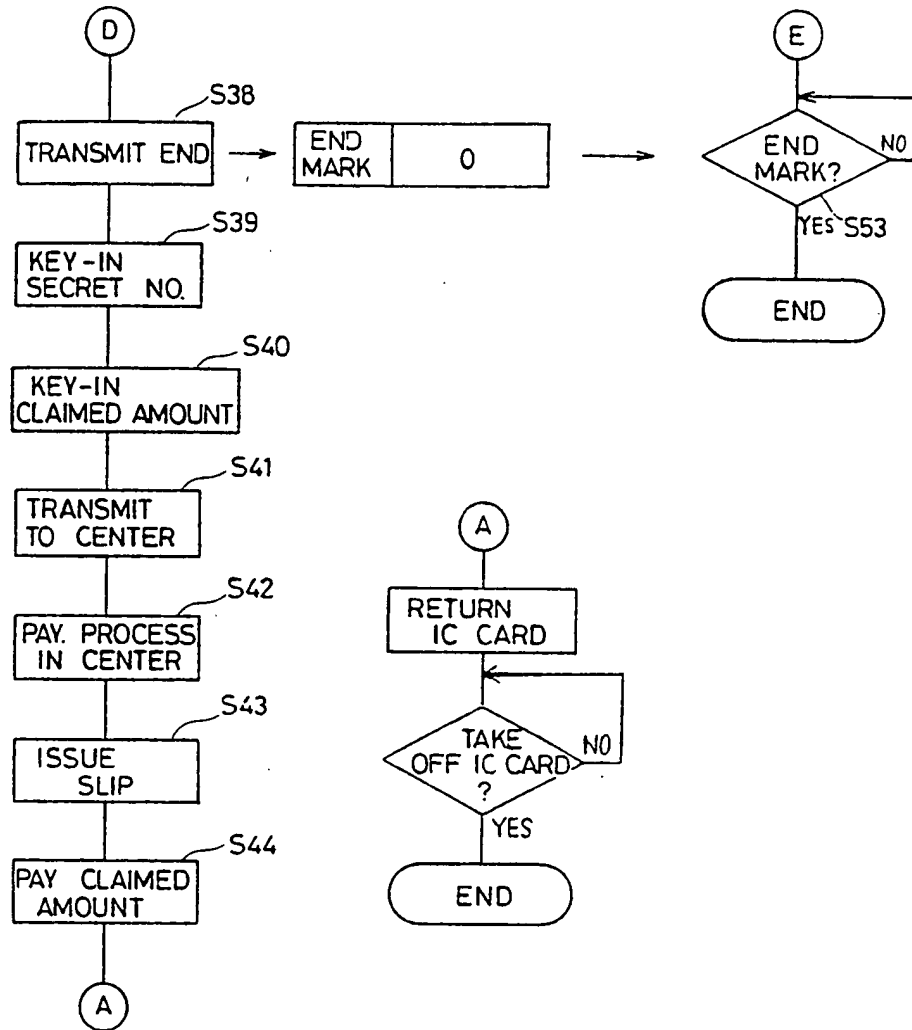 D
S38
TRANSMIT END
END
MARK
0
S39
KEY-IN
SECRET NO.
S40
KEY-IN
CLAIMED AMOUNT
S41
TRANSMIT
TO CENTER
S42
PAY. PROCESS
IN CENTER
S43
ISSUE
SLIP
S44
PAY CLAIMED
AMOUNT
A
E
END
MARK?
NO
YES
S53
END
A
RETURN
IC CARD
TAKE
OFF IC CARD
?
NO
YES
END